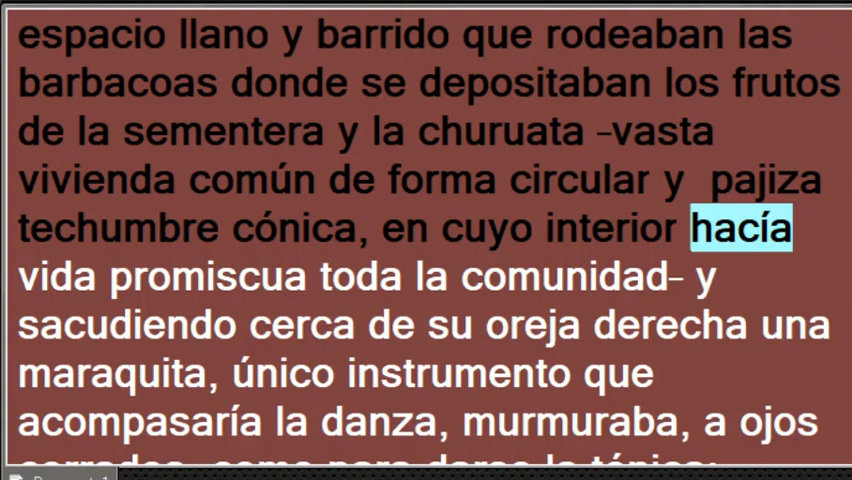 espacio llano y barrido que rodeaban las
barbacoas donde se depositaban los frutos
de la sementera y la churuata –vasta
vivienda común de forma circular y  pajiza
techumbre cónica, en cuyo interior hacía
vida promiscua toda la comunidad– y
sacudiendo cerca de su oreja derecha una
maraquita, único instrumento que
acompasaría la danza, murmuraba, a ojos